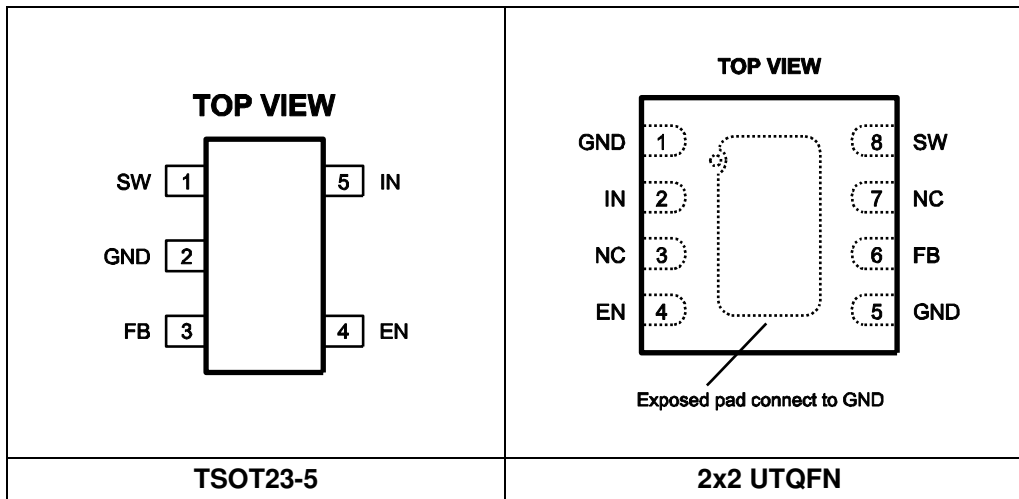 TOP VIEW
SW 1 5 IN
GND 2
FB 3 4 EN
TSOT23-5
TOP VIEW
GND 1 8 SW
IN 2 7 NC
NC 3 6 FB
EN 4 5 GND
Exposed pad connect to GND
2x2 UTQFN